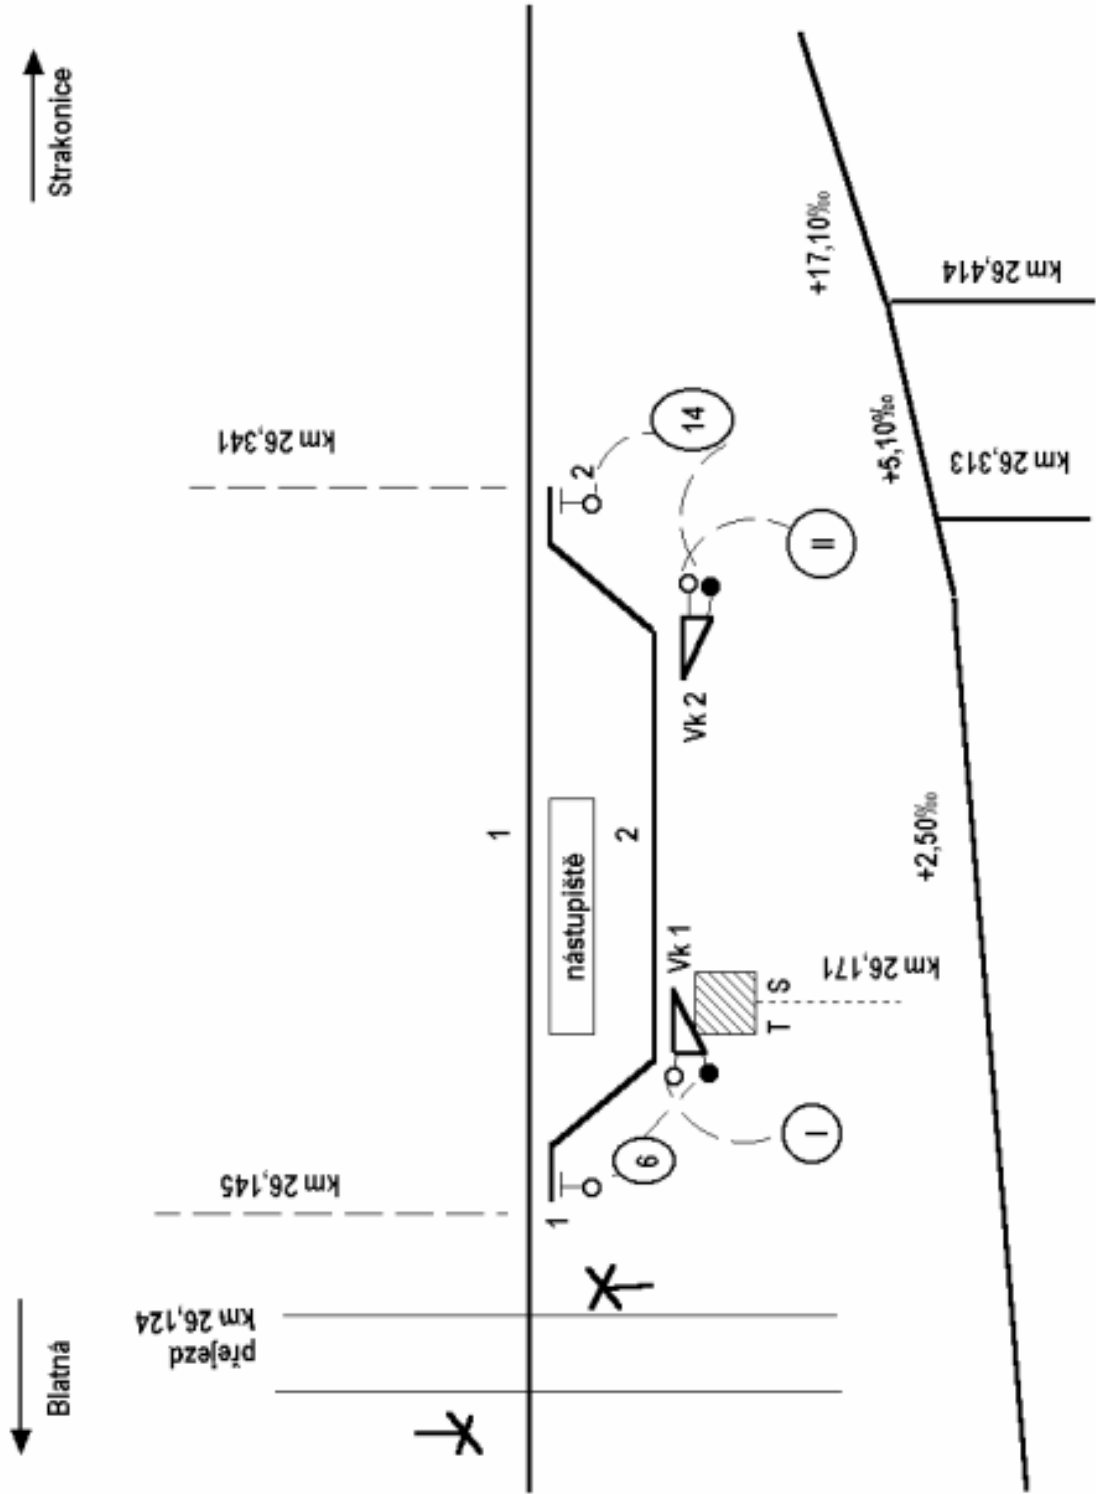 Blatná
Strakonice
přejezd
km 26,124
km 26,145
km 26,341
1
1
nástupiště
2
2
6
14
Vk 1
Vk 2
I
II
T S
km 26,171
+2,50‰
+5,10‰
+17,10‰
km 26,313
km 26,414